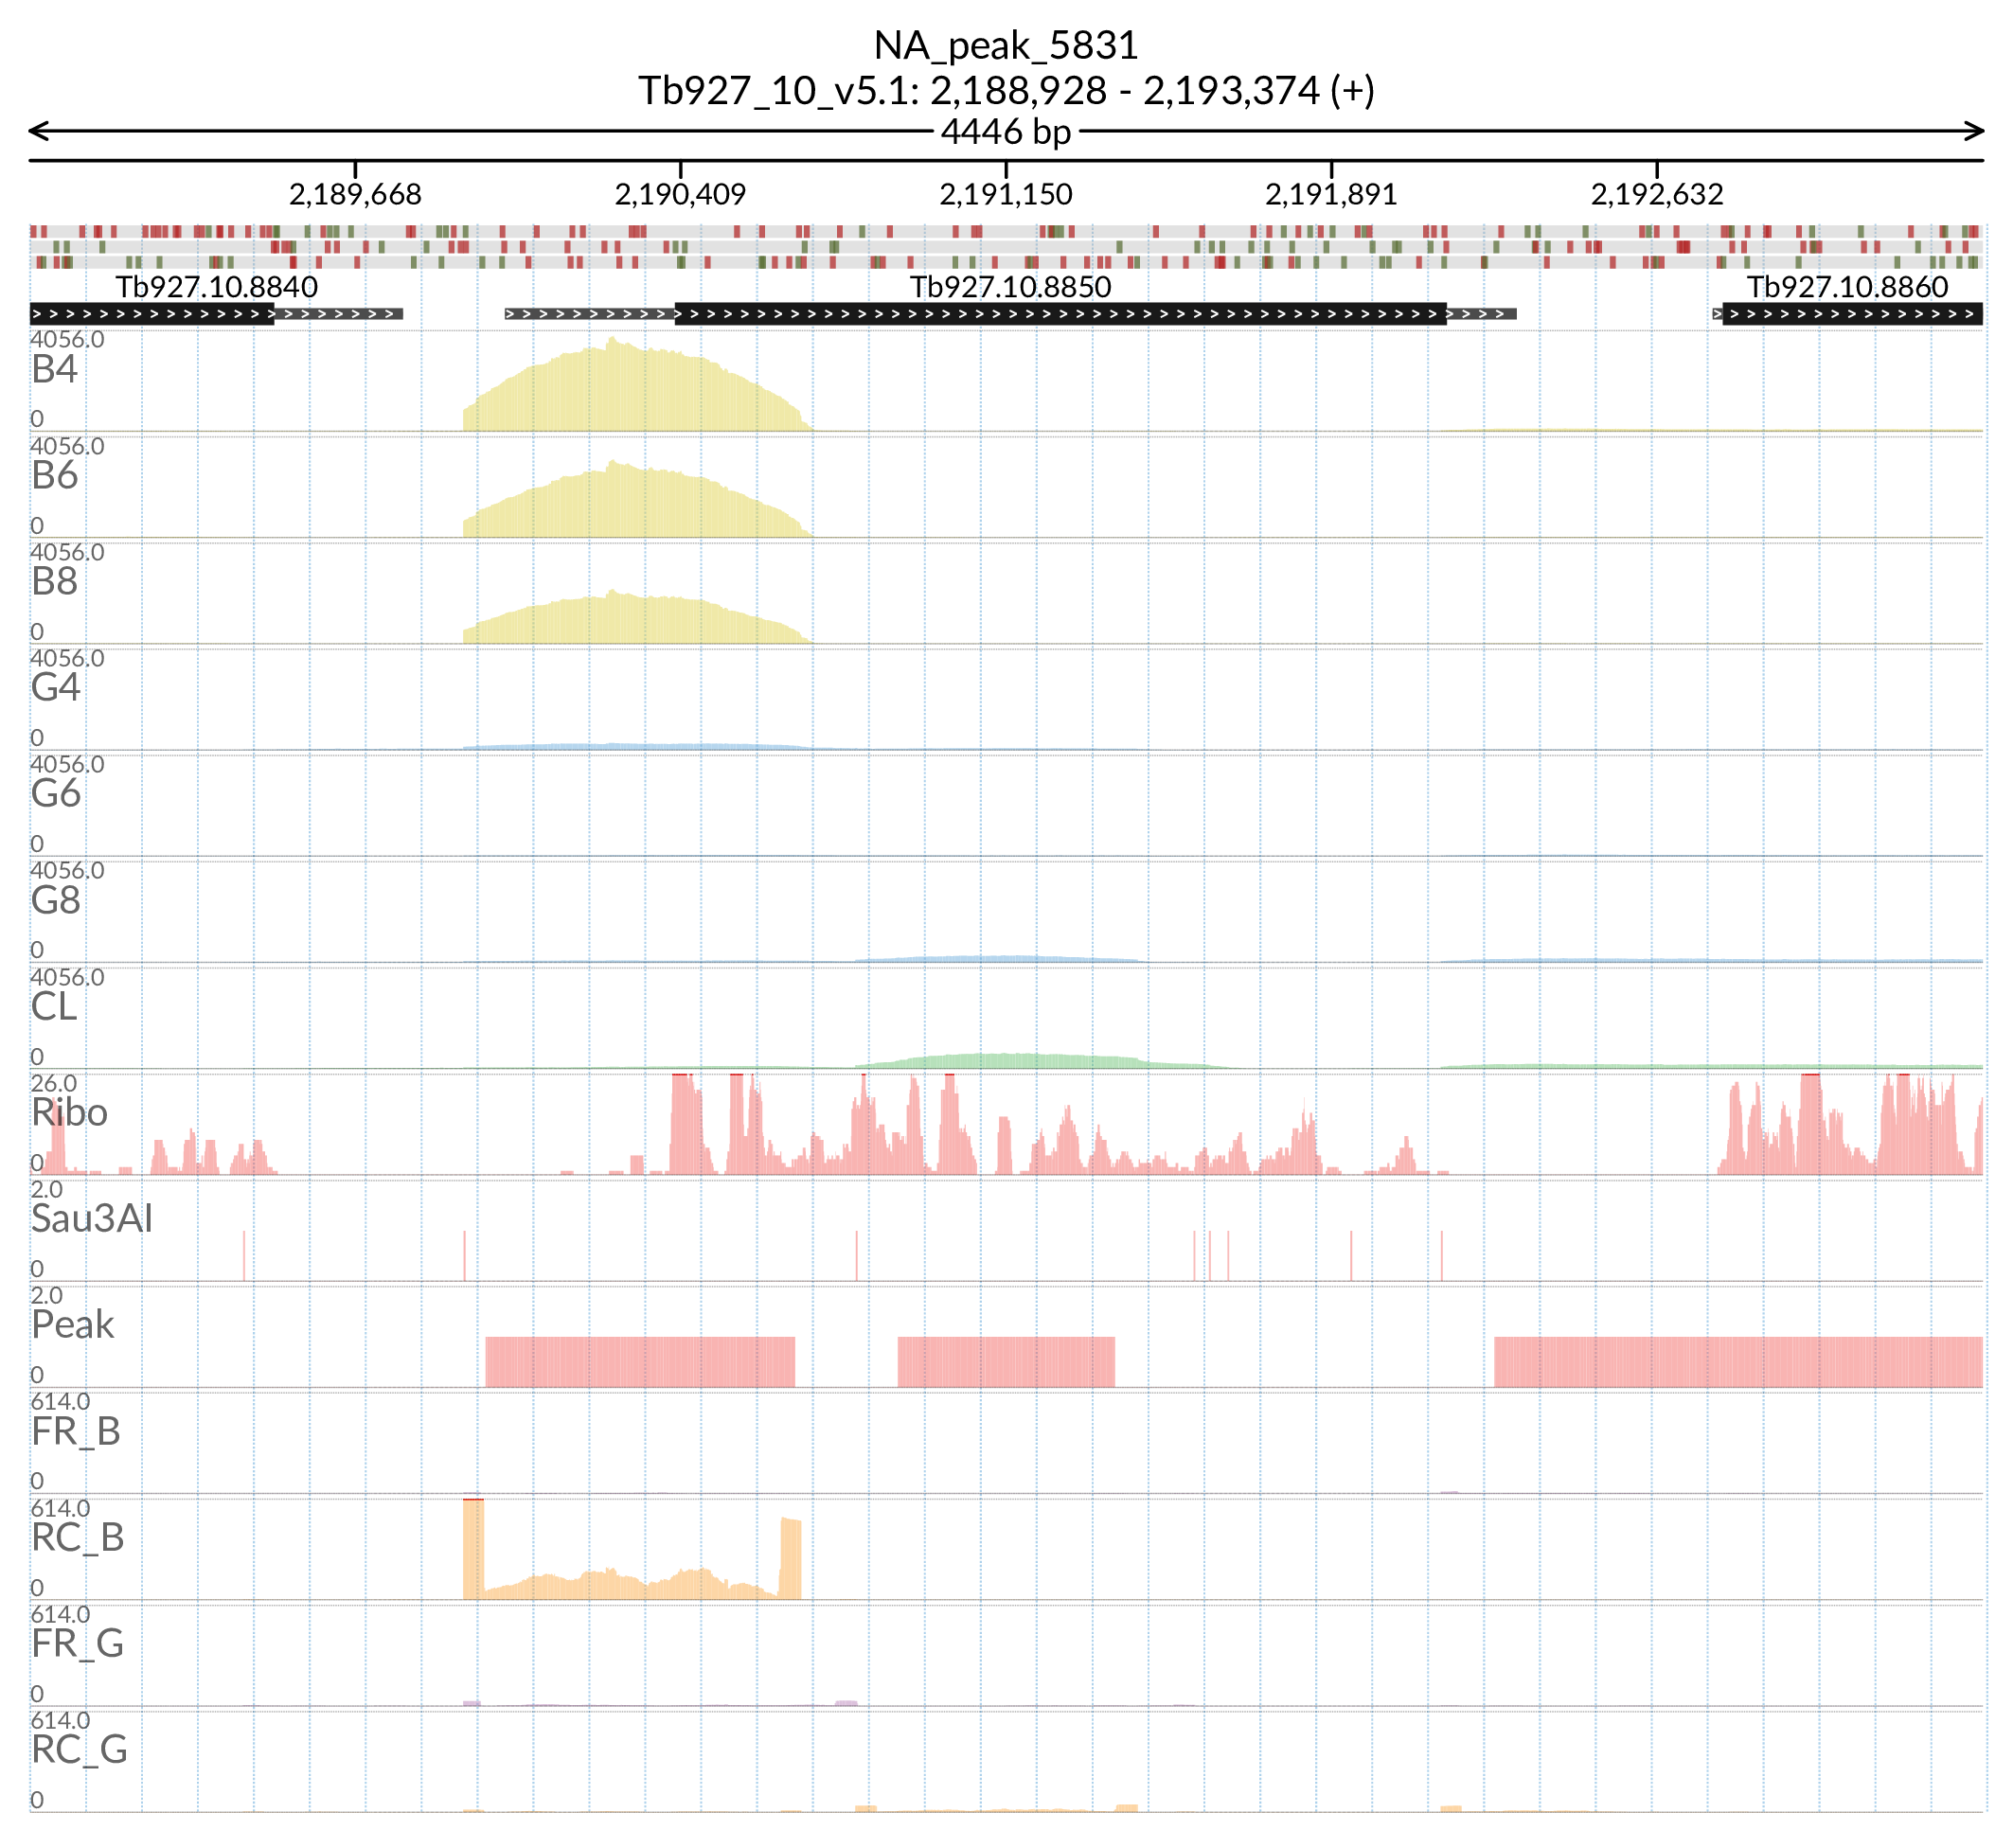 NA_peak_5831
Tb927_10_v5.1: 2,188,928 - 2,193,374 (+)
4446 bp
2,189,668 2,190,409 2,191,150 2,191,891 2,192,632
Tb927.10.8840 Tb927.10.8850 Tb927.10.8860
4056.0
B4
0
4056.0
B6
0
4056.0
B8
0
4056.0
G4
0
4056.0
G6
0
4056.0
G8
0
4056.0
CL
0
26.0
Ribo
0
2.0
Sau3AI
0
2.0
Peak
0
614.0
FR_B
0
614.0
RC_B
0
614.0
FR_G
0
614.0
RC_G
0